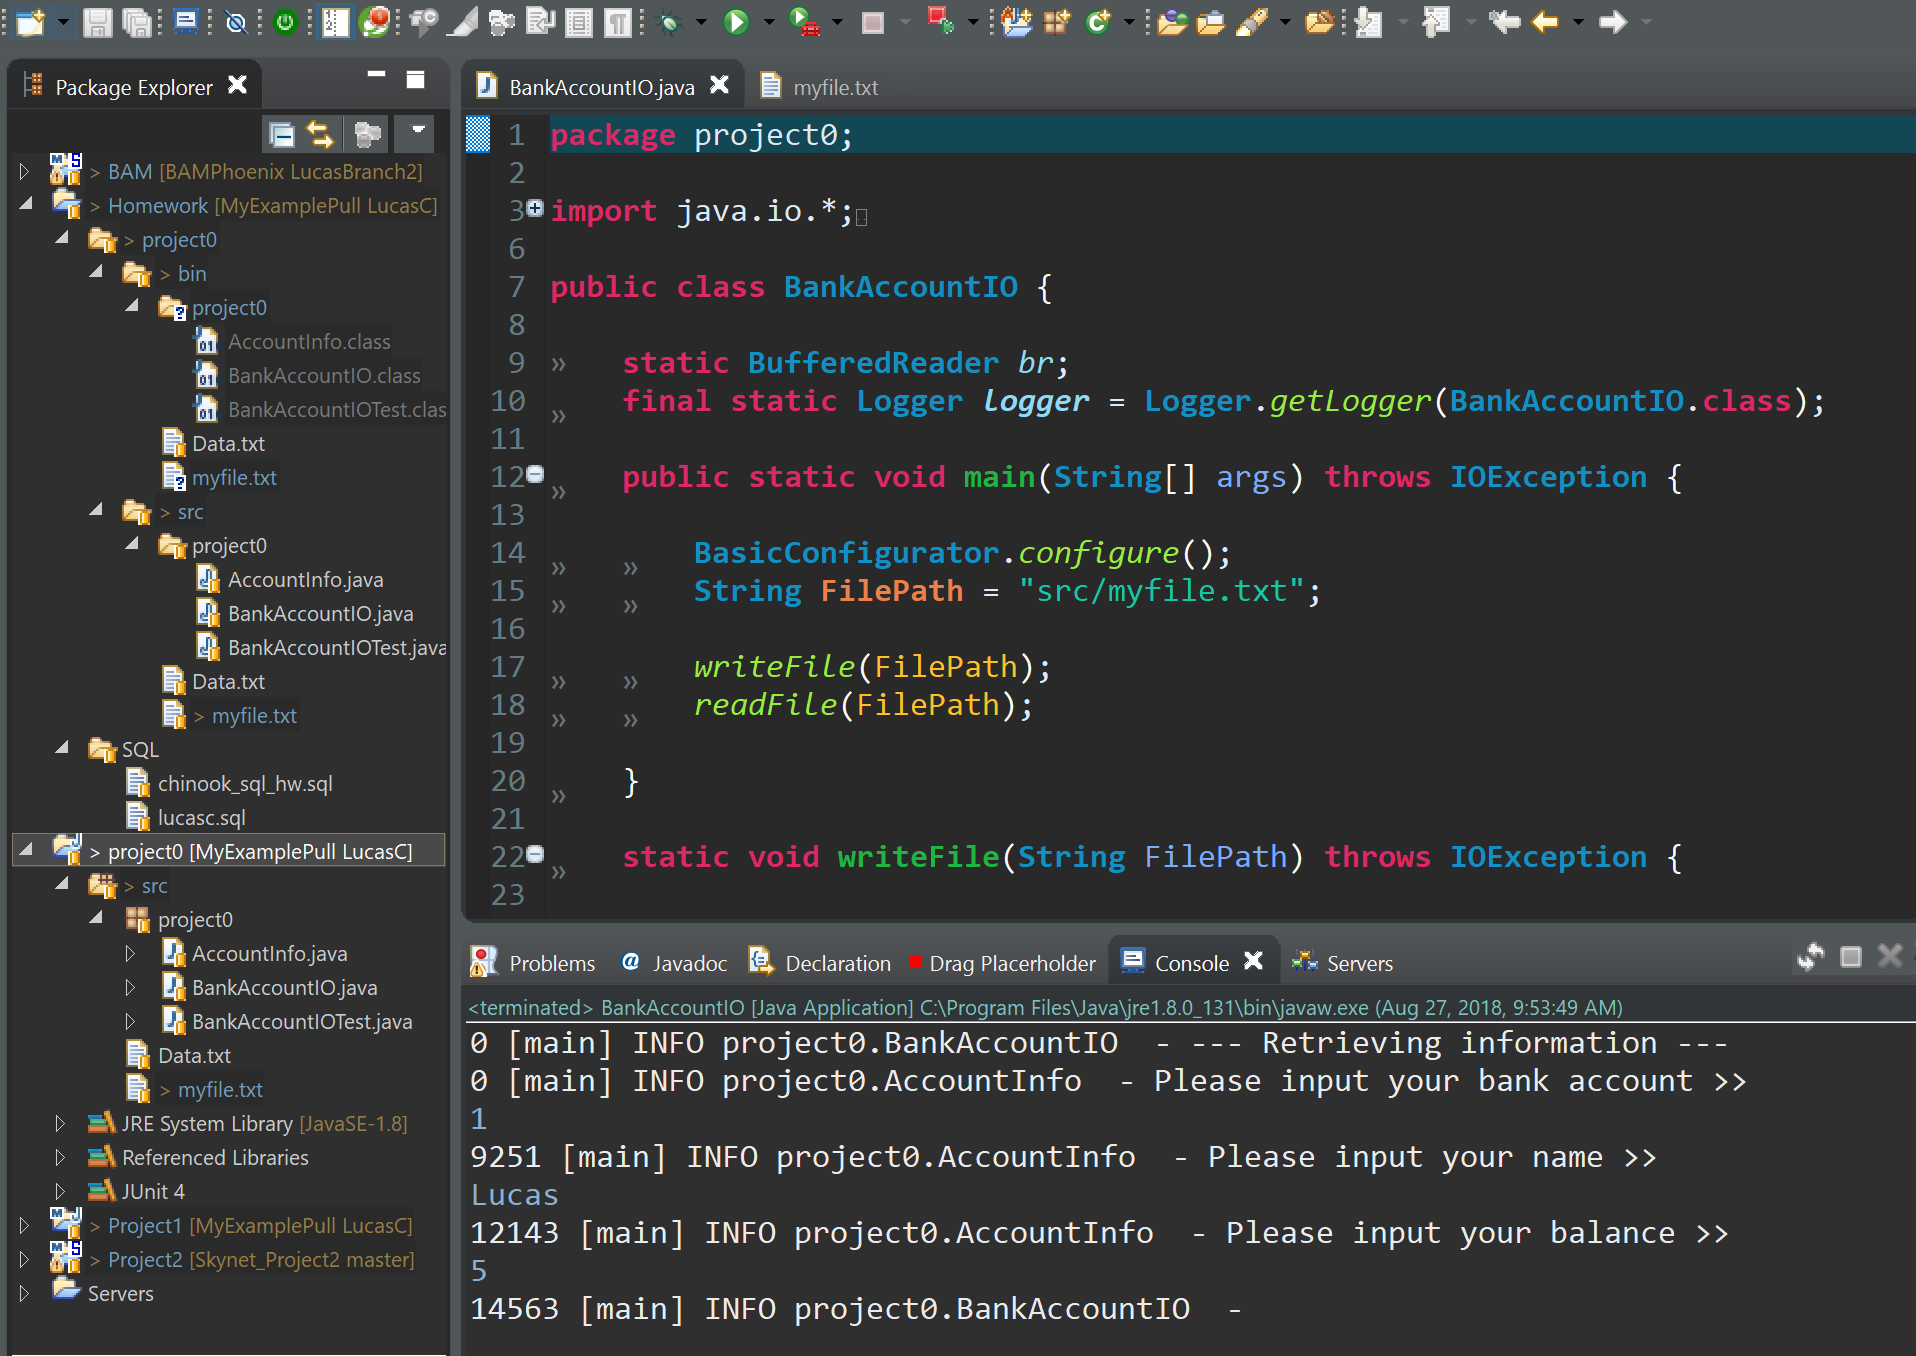 Package Explorer
> BAM [BAMPhoenix LucasBranch2]
> Homework [MyExamplePull LucasC]
> project0
> bin
project0
AccountInfo.class
BankAccountIO.class
BankAccountIOTest.clas
Data.txt
myfile.txt
> src
project0
AccountInfo.java
BankAccountIO.java
BankAccountIOTest.java
Data.txt
> myfile.txt
SQL
chinook_sql_hw.sql
lucasc.sql
> project0 [MyExamplePull LucasC]
> src
project0
AccountInfo.java
BankAccountIO.java
BankAccountIOTest.java
Data.txt
> myfile.txt
JRE System Library [JavaSE-1.8]
Referenced Libraries
JUnit 4
> Project1 [MyExamplePull LucasC]
> Project2 [Skynet_Project2 master]
Servers
BankAccountIO.java myfile.txt
1 package project0;
2
3 import java.io.*;
6
7 public class BankAccountIO {
8
9 » static BufferedReader br;
10 » final static Logger logger = Logger.getLogger(BankAccountIO.class);
11
12 » public static void main(String[] args) throws IOException {
13
14 » » BasicConfigurator.configure();
15 » » String FilePath = "src/myfile.txt";
16
17 » » writeFile(FilePath);
18 » » readFile(FilePath);
19
20 » }
21
22 » static void writeFile(String FilePath) throws IOException {
23
Problems @ Javadoc Declaration Drag Placerholder Console Servers
<terminated> BankAccountIO [Java Application] C:\Program Files\Java\jre1.8.0_131\bin\javaw.exe (Aug 27, 2018, 9:53:49 AM)
0 [main] INFO project0.BankAccountIO  - --- Retrieving information ---
0 [main] INFO project0.AccountInfo  - Please input your bank account >>
1
9251 [main] INFO project0.AccountInfo  - Please input your name >>
Lucas
12143 [main] INFO project0.AccountInfo  - Please input your balance >>
5
14563 [main] INFO project0.BankAccountIO  -